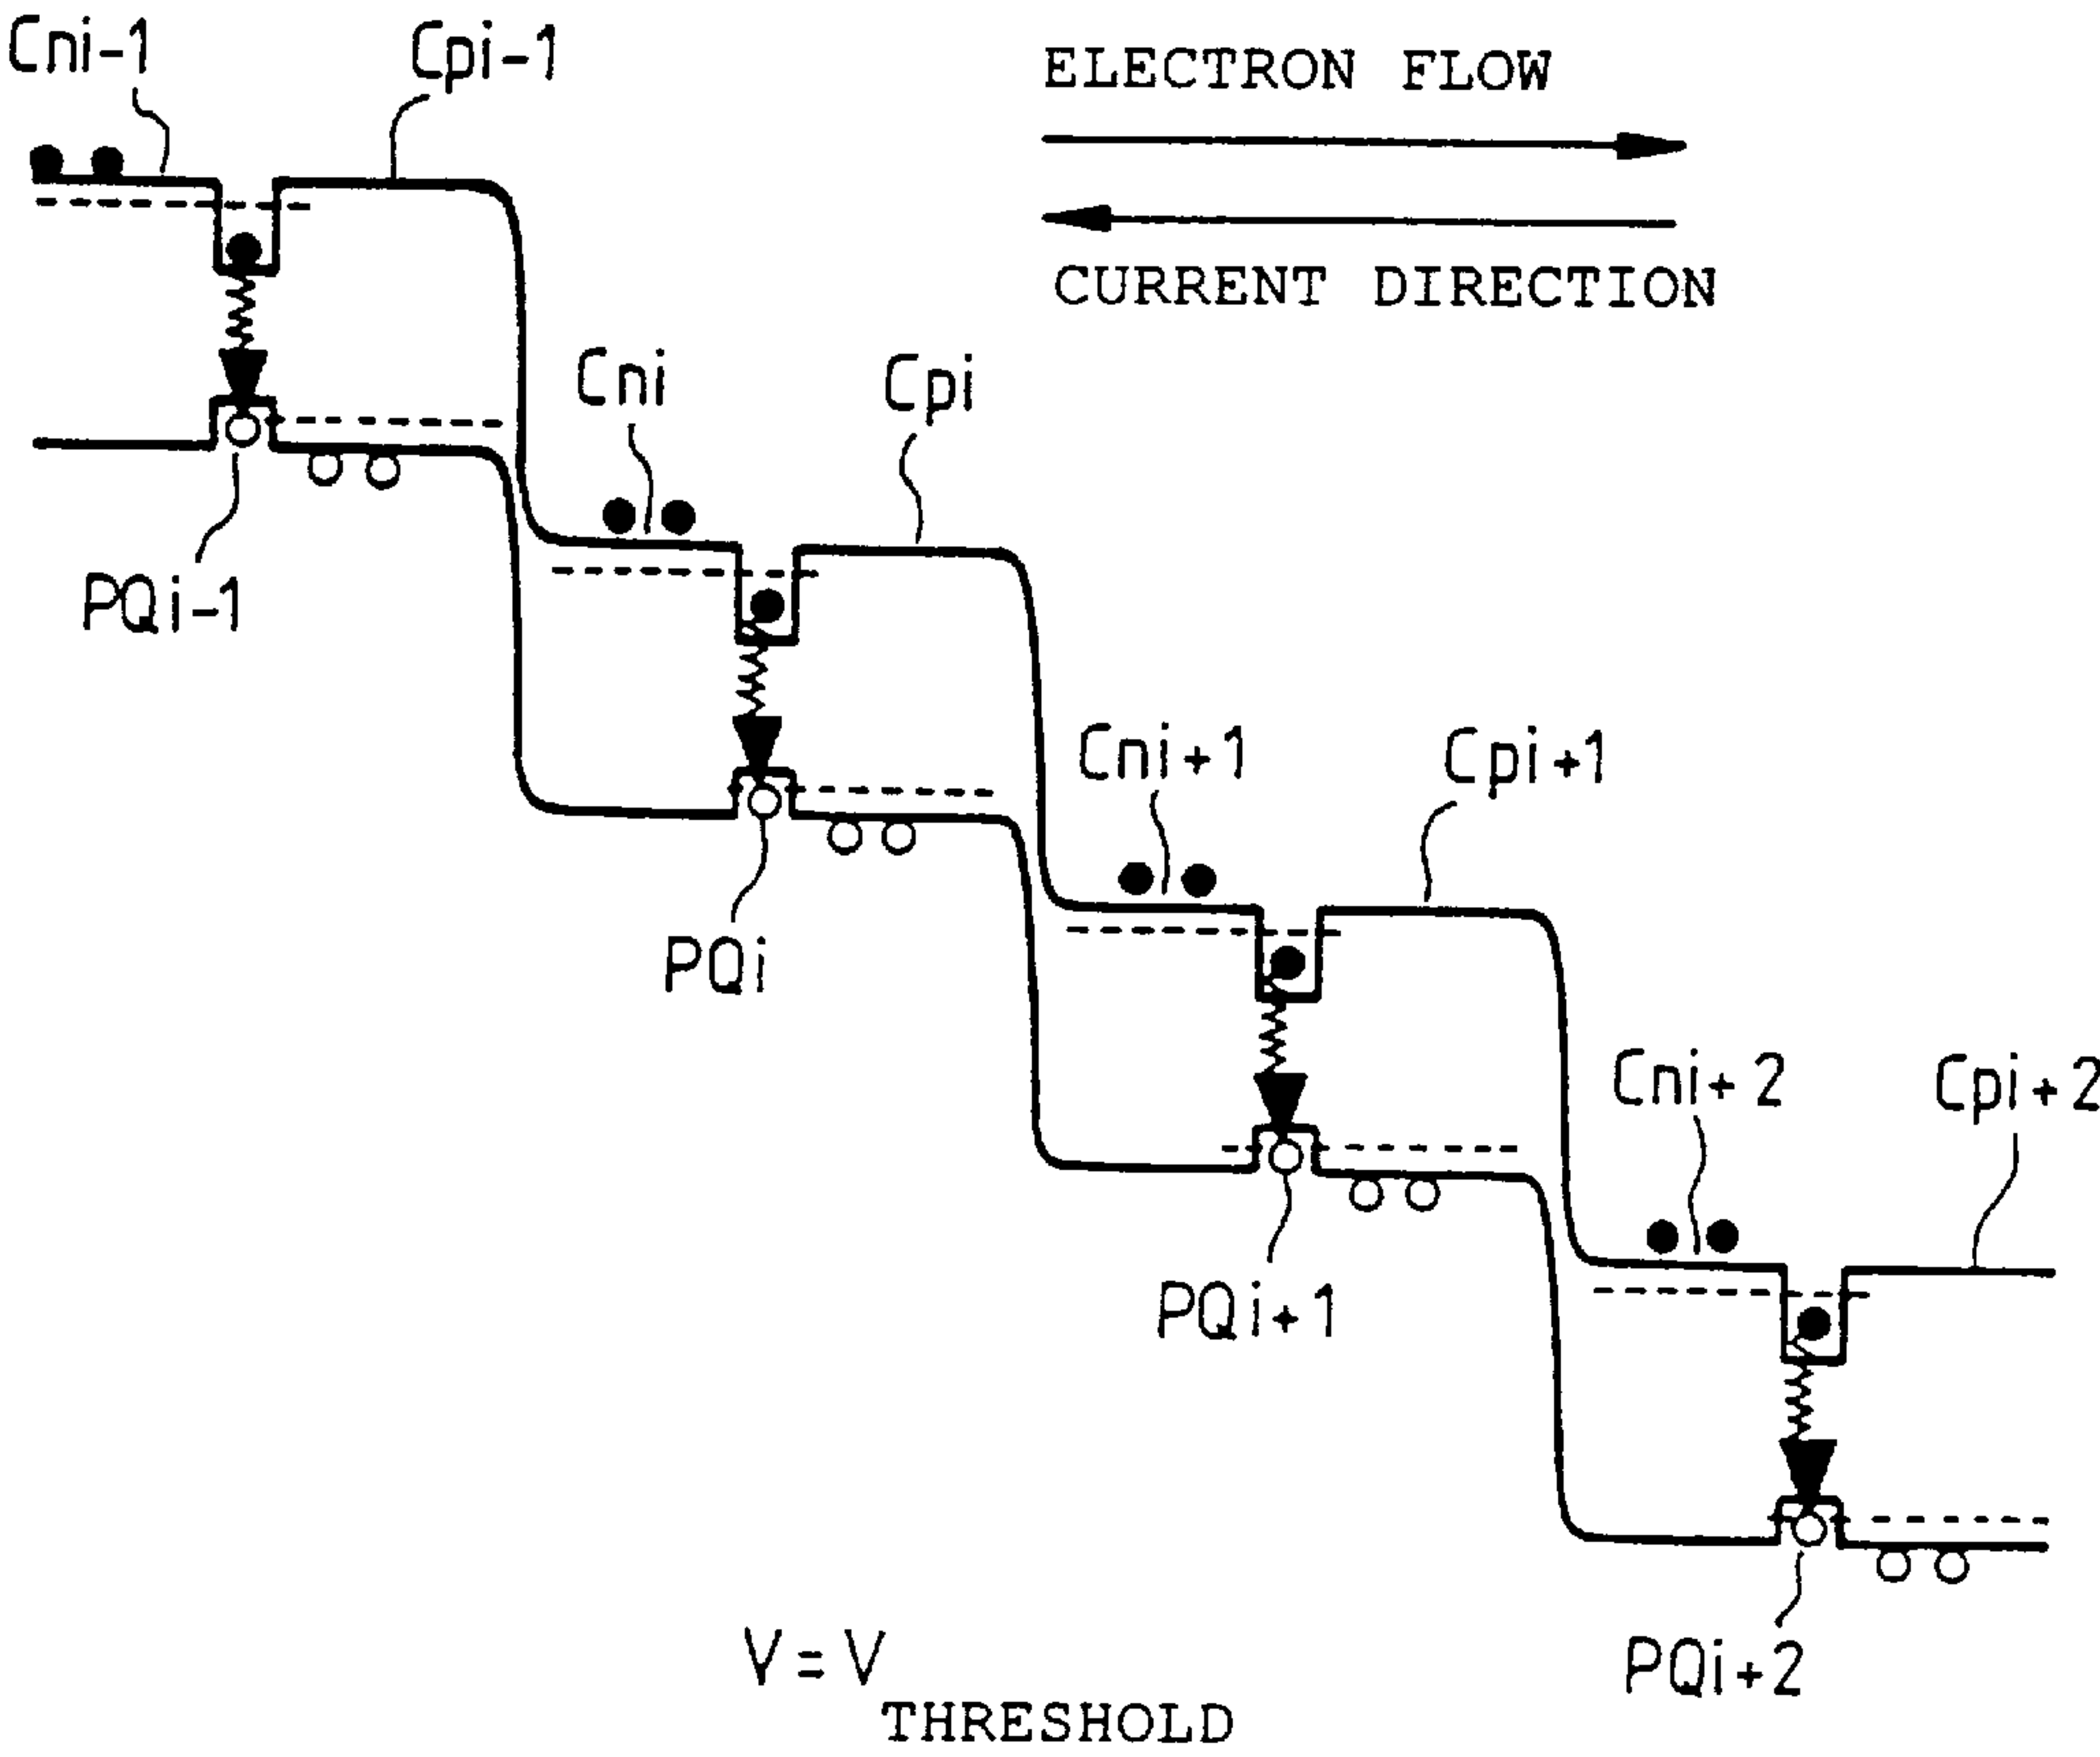 Cni-1
Cpi-1
ELECTRON FLOW
CURRENT DIRECTION
Cni
Cpi
PQi-1
Cni+1
Cpi+1
PQi
Cni+2
Cpi+2
PQi+1
V=V THRESHOLD
PQi+2